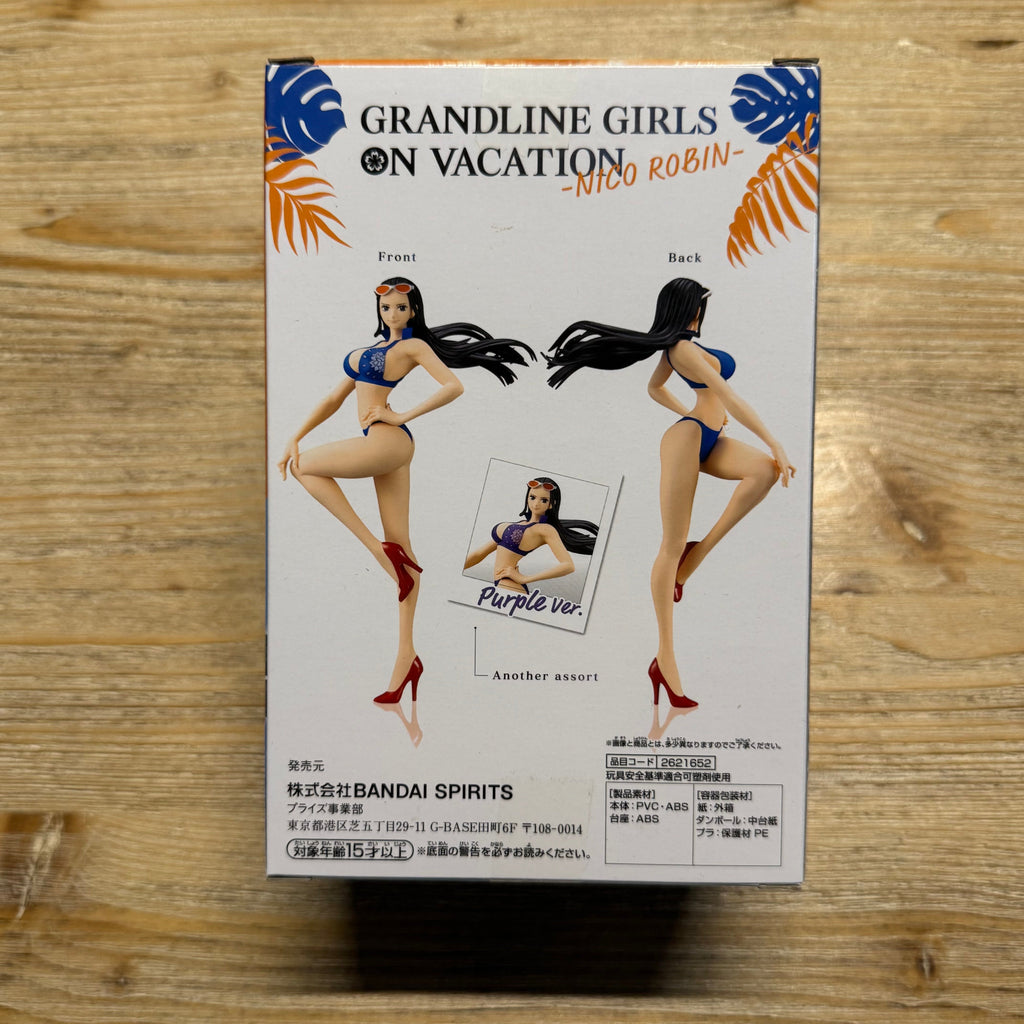 GRANDLINE GIRLS
ON VACATION
-NICO ROBIN-
Front
Back
Purple ver.
Another assort
※画像と商品とは、多少異なりますのでご了承ください。
品目コード 2621652
玩具安全基準適合可塑剤使用
【製品素材】
本体：PVC・ABS
台座：ABS
【容器包装材】
紙：外箱
ダンボール：中台紙
プラ：保護材 PE
発売元
株式会社BANDAI SPIRITS
プライズ事業部
東京都港区芝五丁目29-11 G-BASE田町6F 〒108-0014
対象年齢15才以上 ※底面の警告を必ずお読みください。